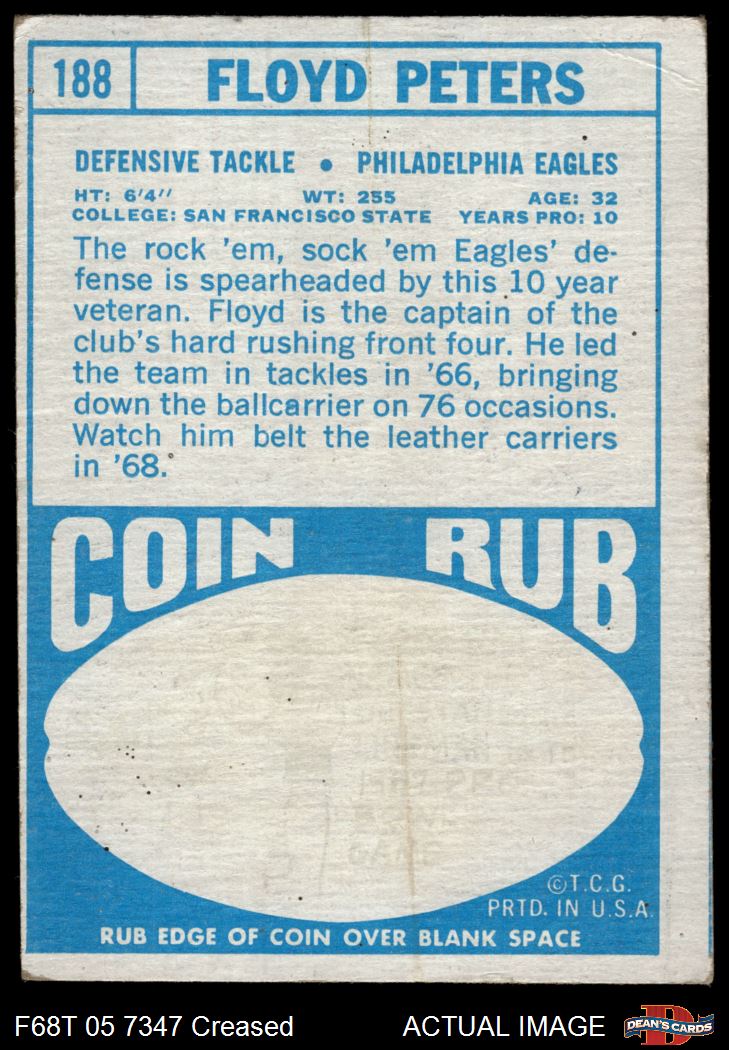 188 FLOYD PETERS
DEFENSIVE TACKLE • PHILADELPHIA EAGLES
HT: 6'4" WT: 255 AGE: 32
COLLEGE: SAN FRANCISCO STATE YEARS PRO: 10
The rock 'em, sock 'em Eagles' de-
fense is spearheaded by this 10 year
veteran. Floyd is the captain of the
club's hard rushing front four. He led
the team in tackles in '66, bringing
down the ballcarrier on 76 occasions.
Watch him belt the leather carriers
in '68.
COIN RUB
©T.C.G.
PRTD. IN U.S.A.
RUB EDGE OF COIN OVER BLANK SPACE
F68T 05 7347 Creased ACTUAL IMAGE
D
DEAN'S CARDS